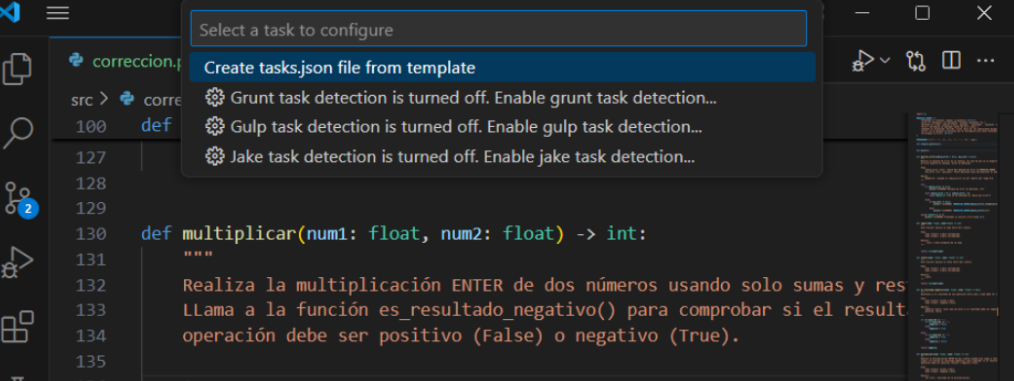 Select a task to configure
Create tasks.json file from template
Grunt task detection is turned off. Enable grunt task detection...
Gulp task detection is turned off. Enable gulp task detection...
Jake task detection is turned off. Enable jake task detection...
correccion.
src > corre
100 def
127
128
129
130 def multiplicar(num1: float, num2: float) -> int:
131 """
132 Realiza la multiplicación ENTER de dos números usando solo sumas y res
133 LLama a la función es_resultado_negativo() para comprobar si el result
134 operación debe ser positivo (False) o negativo (True).
135
2